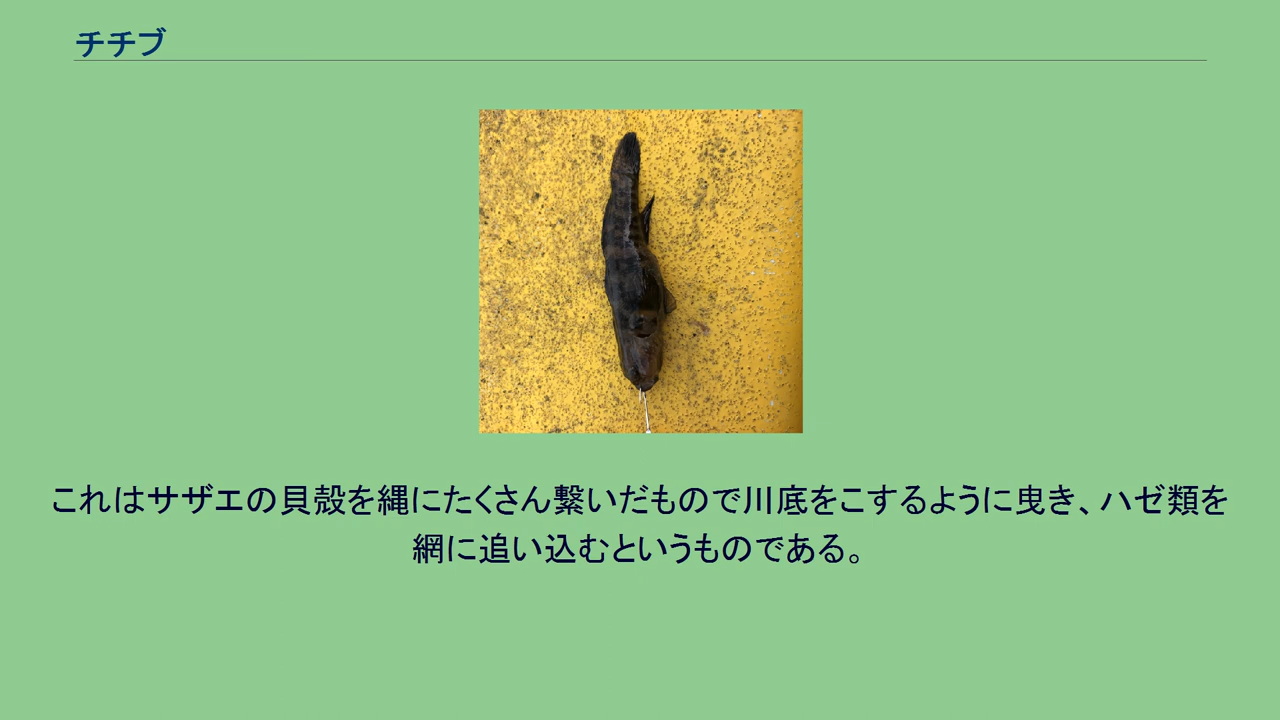 チチブ
これはサザエの貝殻を縄にたくさん繋いだもので川底をこするように曳き、ハゼ類を
網に追い込むというものである。